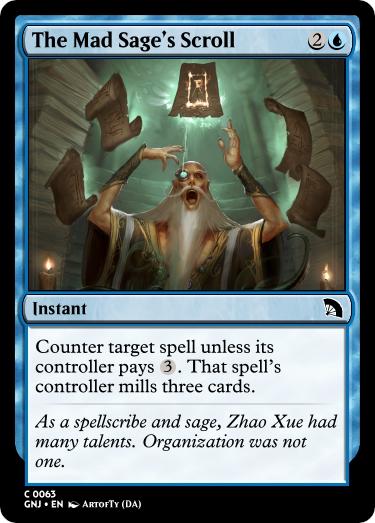 The Mad Sage's Scroll 2
Instant
Counter target spell unless its
controller pays 3. That spell's
controller mills three cards.
As a spellscribe and sage, Zhao Xue had
many talents. Organization was not
one.
C 0063
GNJ • EN ArtofTy (DA)